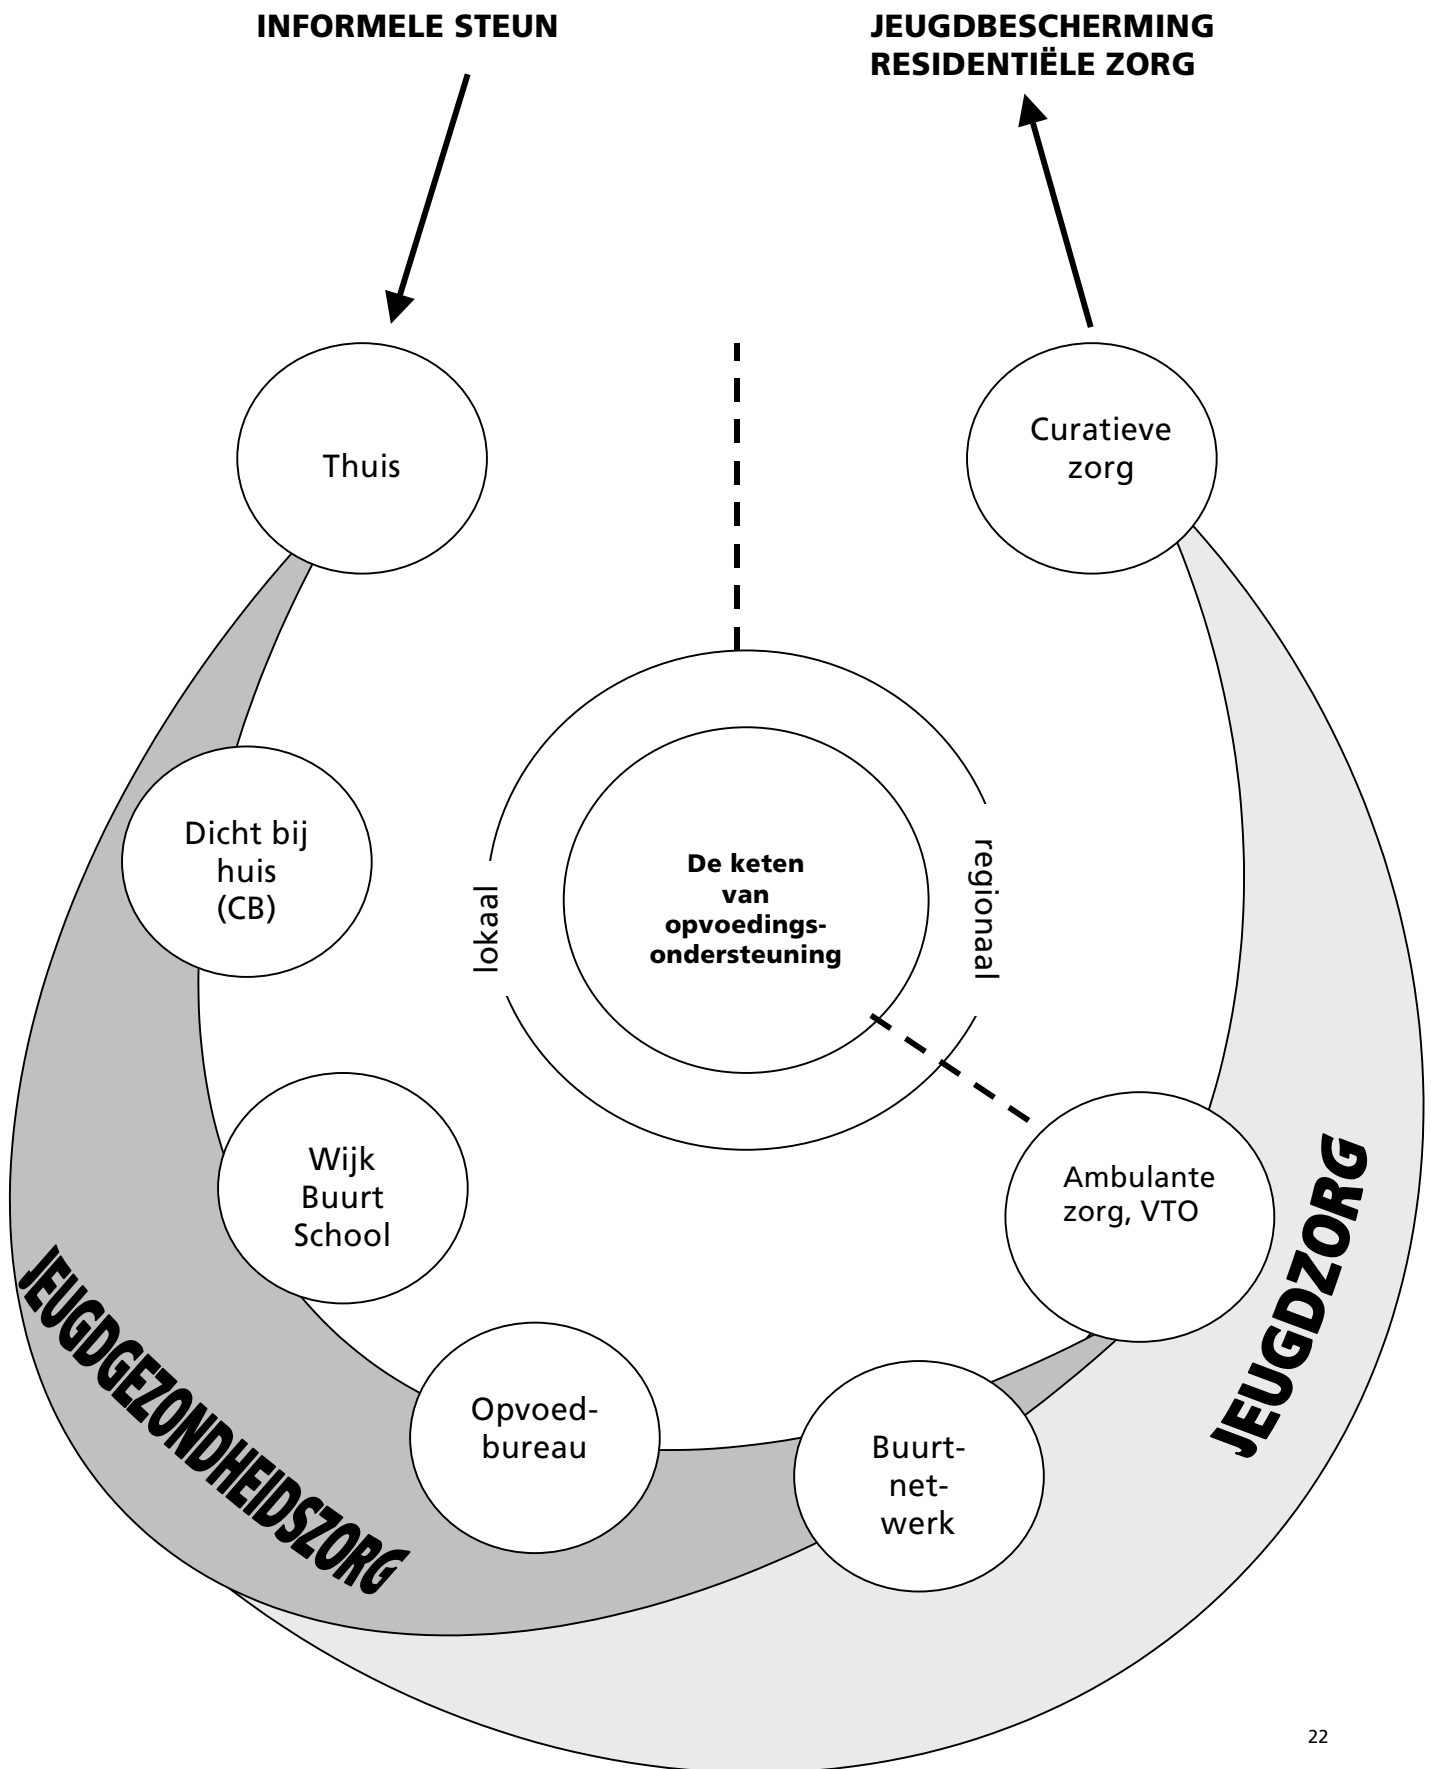 INFORMELE STEUN
JEUGDBESCHERMING
RESIDENTIËLE ZORG
Thuis
Curatieve
zorg
Dicht bij
huis
(CB)
lokaal
De keten
van
opvoedings-
ondersteuning
regionaal
Wijk
Buurt
School
Ambulante
zorg, VTO
JEUGDGEZONDHEIDSZORG
JEUGDZORG
Opvoed-
bureau
Buurt-
net-
werk
22